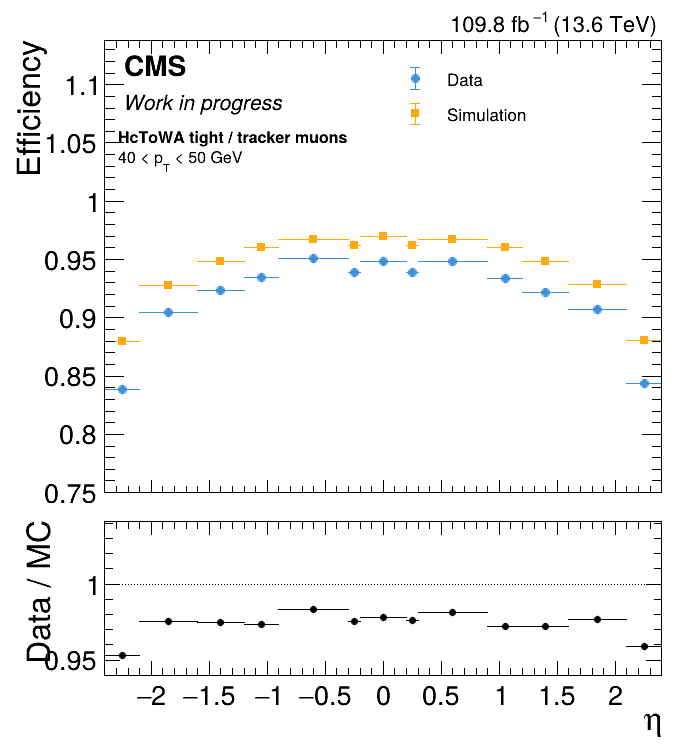 109.8 fb⁻¹ (13.6 TeV)
CMS
Work in progress
HcToWA tight / tracker muons
40 < p_T < 50 GeV
Data
Simulation
Efficiency
1.1
1.05
1
0.95
0.9
0.85
0.8
0.75
Data / MC
1
0.95
−2 −1.5 −1 −0.5 0 0.5 1 1.5 2
η